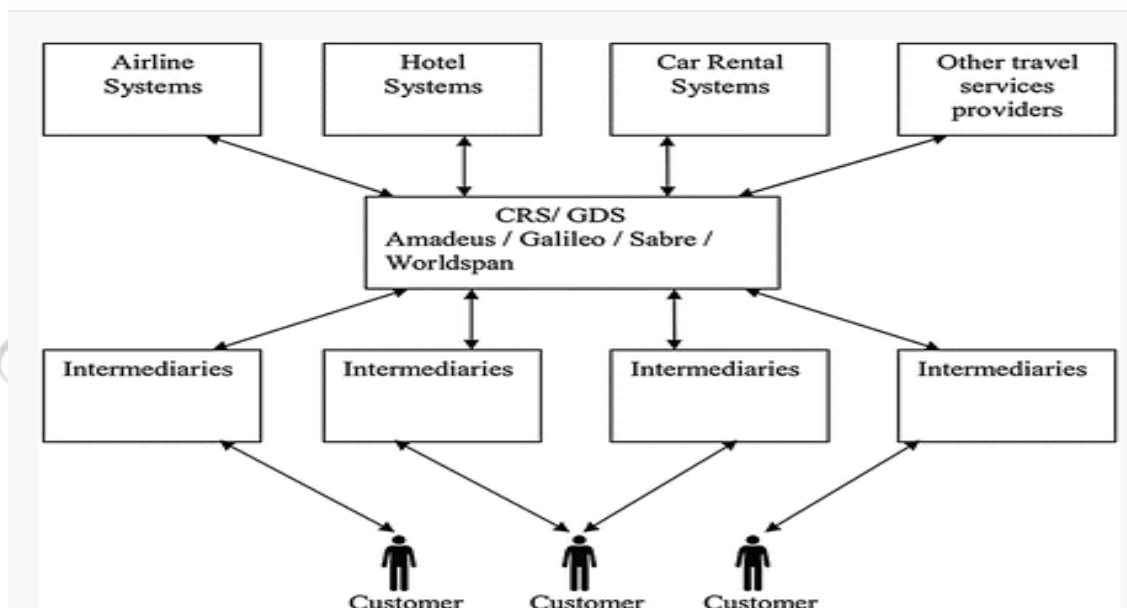 Airline
Systems
Hotel
Systems
Car Rental
Systems
Other travel
services
providers
CRS/ GDS
Amadeus / Galileo / Sabre /
Worldspan
Intermediaries
Intermediaries
Intermediaries
Intermediaries
Customer
Customer
Customer